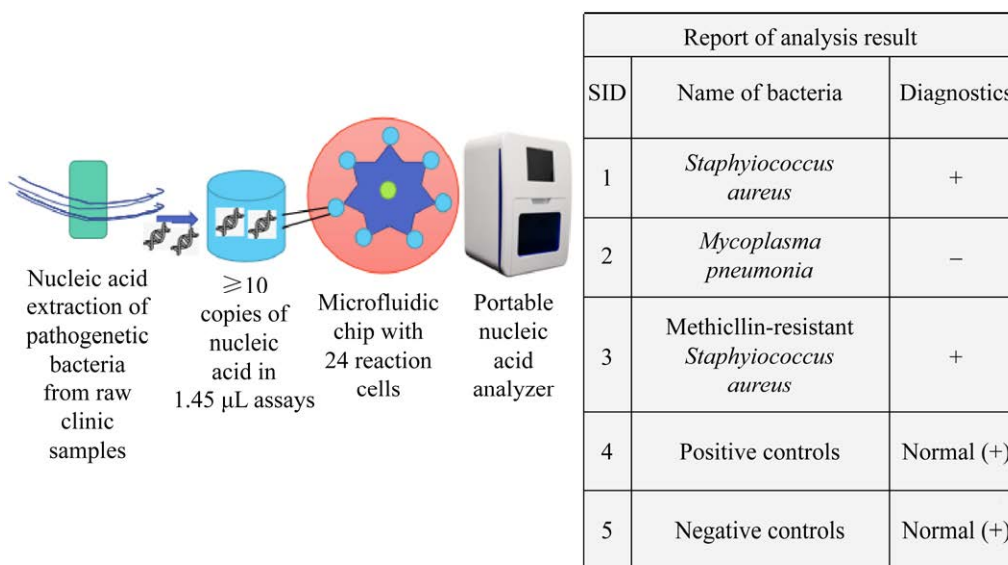 Nucleic acid
extraction of
pathogenetic
bacteria
from raw
clinic
samples
≥10
copies of
nucleic
acid in
1.45 μL assays
Microfluidic
chip with
24 reaction
cells
Portable
nucleic
acid
analyzer
Report of analysis result
SID Name of bacteria Diagnostics
1 Staphyiococcus aureus +
2 Mycoplasma pneumonia –
3 Methicllin-resistant Staphyiococcus aureus +
4 Positive controls Normal (+)
5 Negative controls Normal (+)